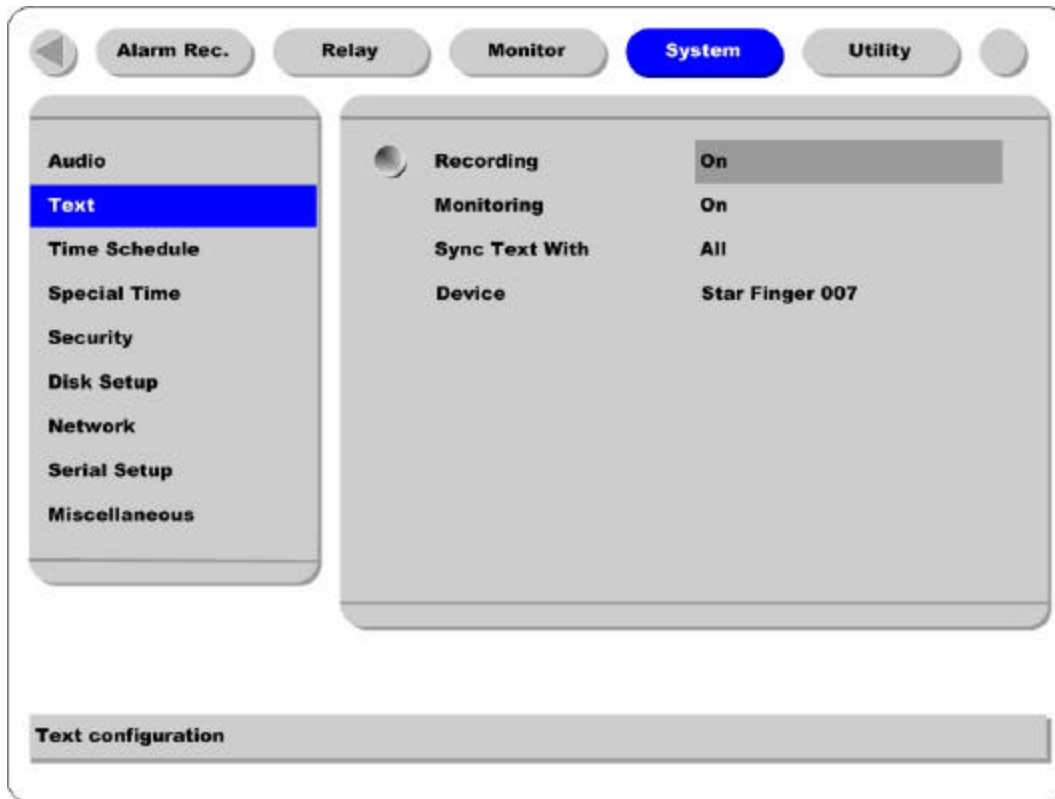 Alarm Rec. Relay Monitor System Utility
Audio
Text
Time Schedule
Special Time
Security
Disk Setup
Network
Serial Setup
Miscellaneous
Recording On
Monitoring On
Sync Text With All
Device Star Finger 007
Text configuration